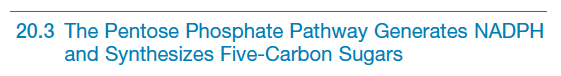 20.3 The Pentose Phosphate Pathway Generates NADPH
and Synthesizes Five-Carbon Sugars